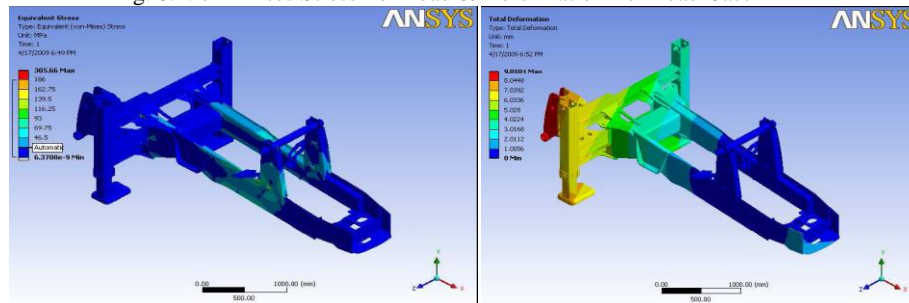 Equivalent Stress
Type: Equivalent (von-Mises) Stress
Unit: MPa
Time: 1
4/17/2009 6:49 PM
305.66 Max
186
162.75
139.5
116.25
93
69.75
46.5
Automatic
6.3708e-9 Min
ANSYS
0.00
500.00
1000.00 (mm)
Y
Z
X
Total Deformation
Type: Total Deformation
Unit: mm
Time: 1
4/17/2009 6:52 PM
9.0504 Max
8.0448
7.0392
6.0336
5.028
4.0224
3.0168
2.0112
1.0056
0 Min
ANSYS
0.00
500.00
1000.00 (mm)
Y
Z
X